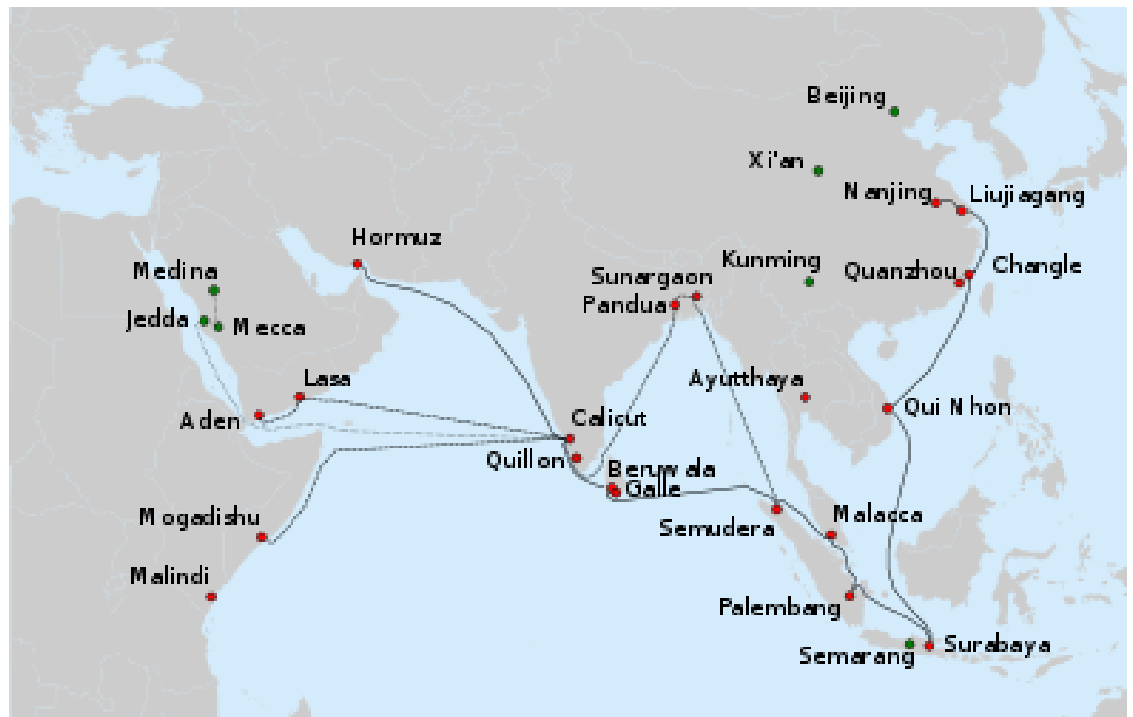 Beijing
Xi'an
Nanjing
Liujiagang
Hormuz
Medina
Sunargaon
Kunming
Quanzhou
Changle
Pandua
Jedda
Mecca
Lasa
Ayutthaya
Aden
Calicut
Qui Nhon
Quillon
Beruwala
Galle
Mogadishu
Semudera
Malacca
Malindi
Palembang
Semarang
Surabaya